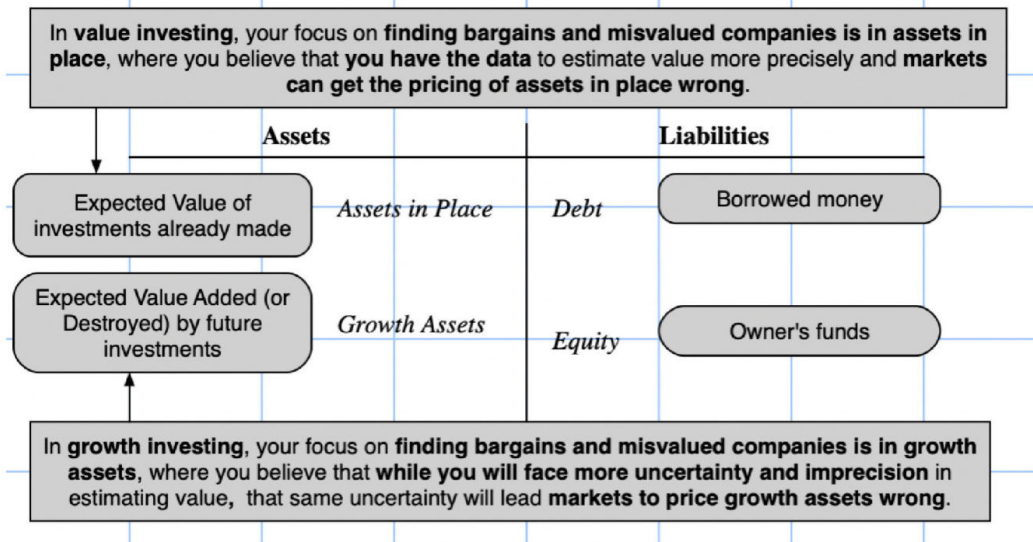 In value investing, your focus on finding bargains and misvalued companies is in assets in
place, where you believe that you have the data to estimate value more precisely and markets
can get the pricing of assets in place wrong.
Assets
Liabilities
Expected Value of
investments already made
Assets in Place
Debt
Borrowed money
Expected Value Added (or
Destroyed) by future
investments
Growth Assets
Equity
Owner's funds
In growth investing, your focus on finding bargains and misvalued companies is in growth
assets, where you believe that while you will face more uncertainty and imprecision in
estimating value, that same uncertainty will lead markets to price growth assets wrong.